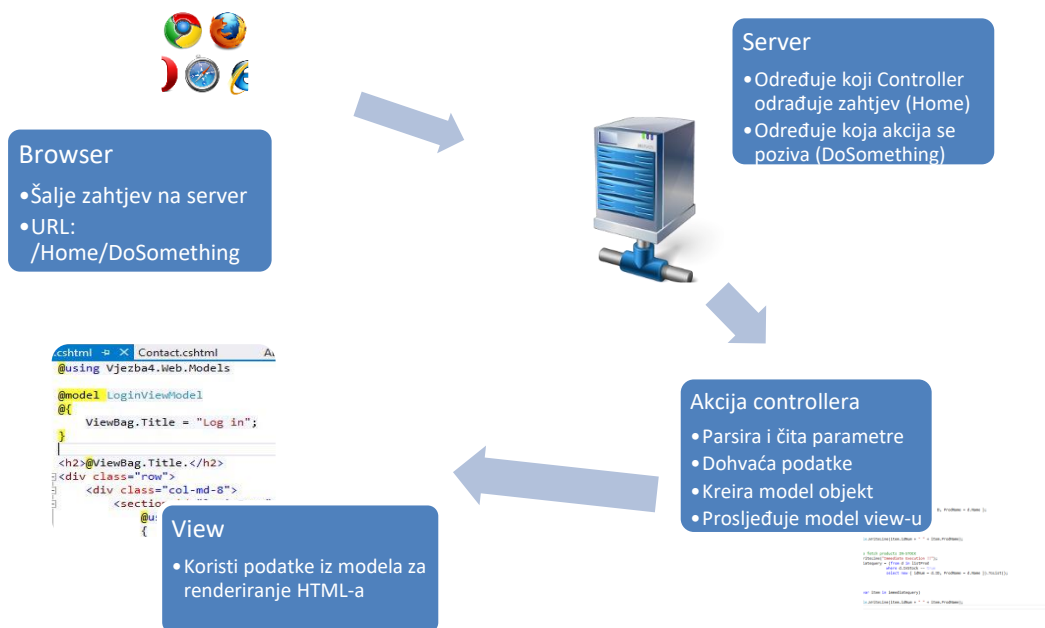 Browser
•Šalje zahtjev na server
•URL:
/Home/DoSomething
Server
•Određuje koji Controller
odrađuje zahtjev (Home)
•Određuje koja akcija se
poziva (DoSomething)
Akcija controllera
•Parsira i čita parametre
•Dohvaća podatke
•Kreira model objekt
•Prosljeđuje model view-u
.cshtml Contact.cshtml
@using Vjezba4.Web.Models
@model LoginViewModel
@{
ViewBag.Title = "Log in";
}
<h2>@ViewBag.Title.</h2>
<div class="row">
<div class="col-md-8">
{
View
•Koristi podatke iz modela za
renderiranje HTML-a